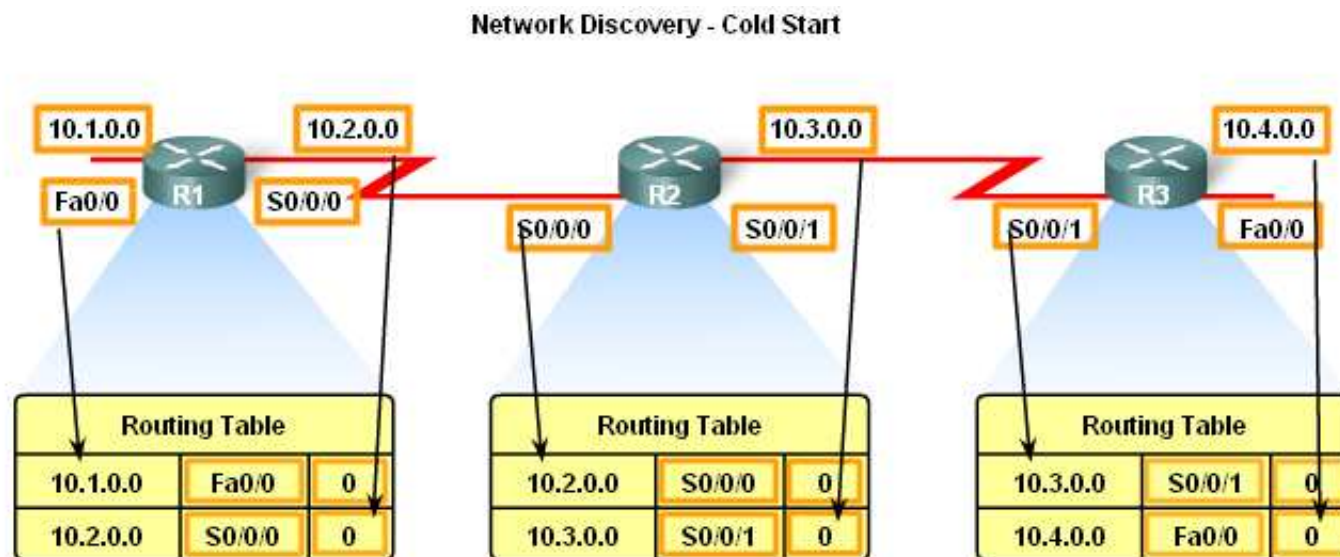 Network Discovery - Cold Start
10.1.0.0 10.2.0.0 10.3.0.0 10.4.0.0
R1 R2 R3
Fa0/0 S0/0/0 S0/0/0 S0/0/1 S0/0/1 Fa0/0
Routing Table
10.1.0.0 Fa0/0 0
10.2.0.0 S0/0/0 0
Routing Table
10.2.0.0 S0/0/0 0
10.3.0.0 S0/0/1 0
Routing Table
10.3.0.0 S0/0/1 0
10.4.0.0 Fa0/0 0